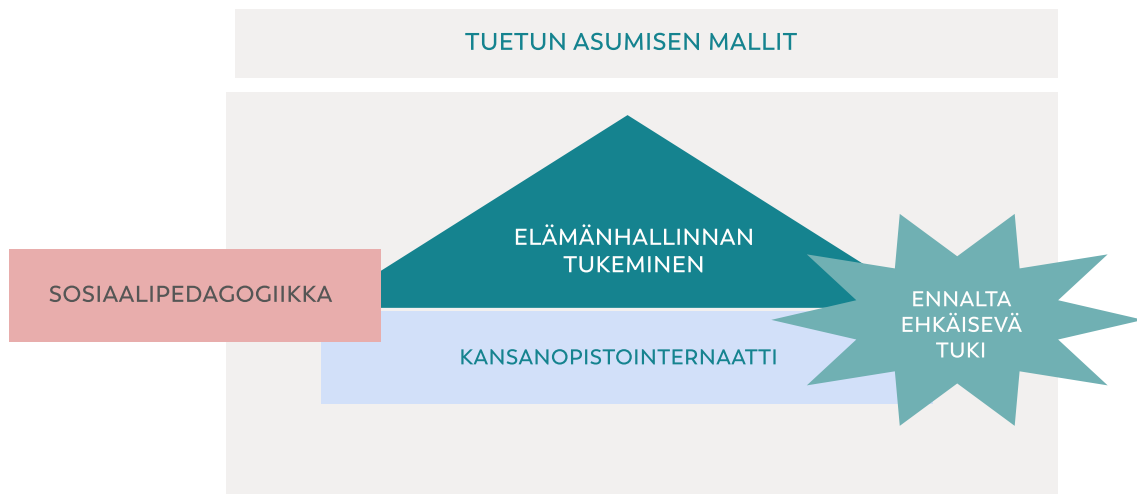 TUETUN ASUMISEN MALLIT
ELÄMÄNHALLINNAN
TUKEMINEN
SOSIAALIPEDAGOGIIKKA
ENNALTA
EHKÄISEVÄ
TUKI
KANSANOPISTOINTERNAATTI